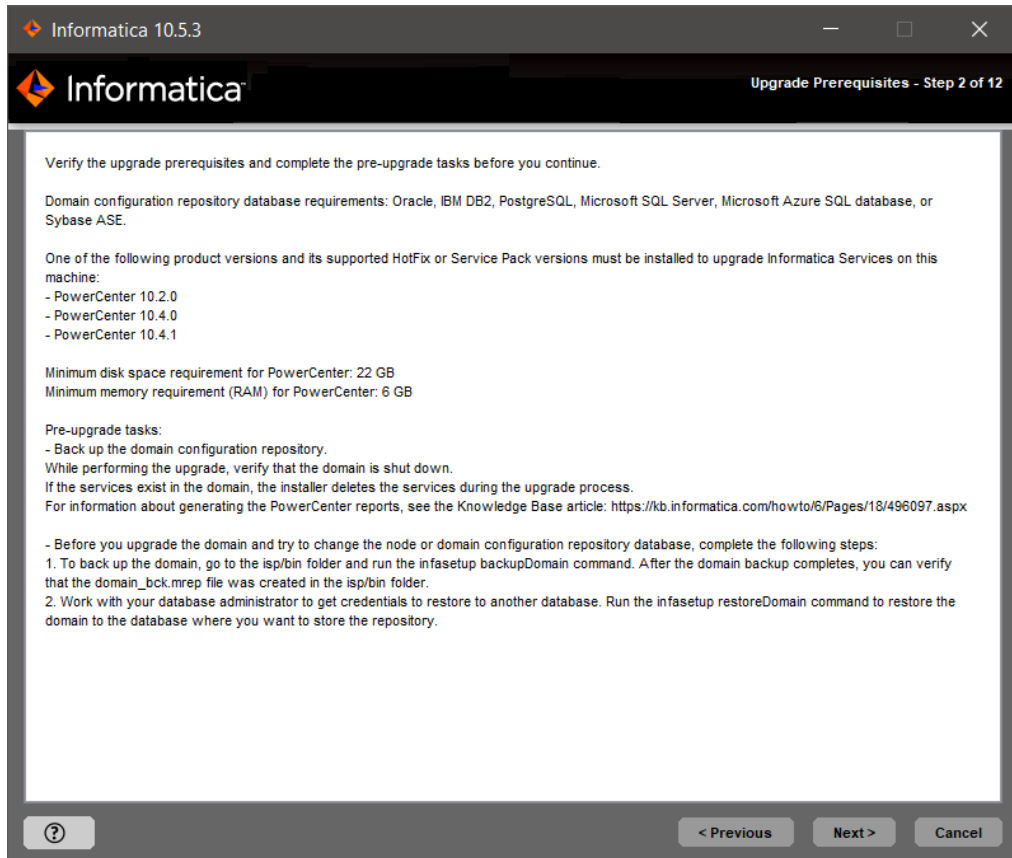 Informatica 10.5.3
Informatica
Upgrade Prerequisites - Step 2 of 12
Verify the upgrade prerequisites and complete the pre-upgrade tasks before you continue.
Domain configuration repository database requirements: Oracle, IBM DB2, PostgreSQL, Microsoft SQL Server, Microsoft Azure SQL database, or
Sybase ASE.
One of the following product versions and its supported HotFix or Service Pack versions must be installed to upgrade Informatica Services on this
machine:
- PowerCenter 10.2.0
- PowerCenter 10.4.0
- PowerCenter 10.4.1
Minimum disk space requirement for PowerCenter: 22 GB
Minimum memory requirement (RAM) for PowerCenter: 6 GB
Pre-upgrade tasks:
- Back up the domain configuration repository.
While performing the upgrade, verify that the domain is shut down.
If the services exist in the domain, the installer deletes the services during the upgrade process.
For information about generating the PowerCenter reports, see the Knowledge Base article: https://kb.informatica.com/howto/6/Pages/18/496097.aspx
- Before you upgrade the domain and try to change the node or domain configuration repository database, complete the following steps:
1. To back up the domain, go to the isp/bin folder and run the infasetup backupDomain command. After the domain backup completes, you can verify
that the domain_bck.mrep file was created in the isp/bin folder.
2. Work with your database administrator to get credentials to restore to another database. Run the infasetup restoreDomain command to restore the
domain to the database where you want to store the repository.
?
< Previous
Next >
Cancel